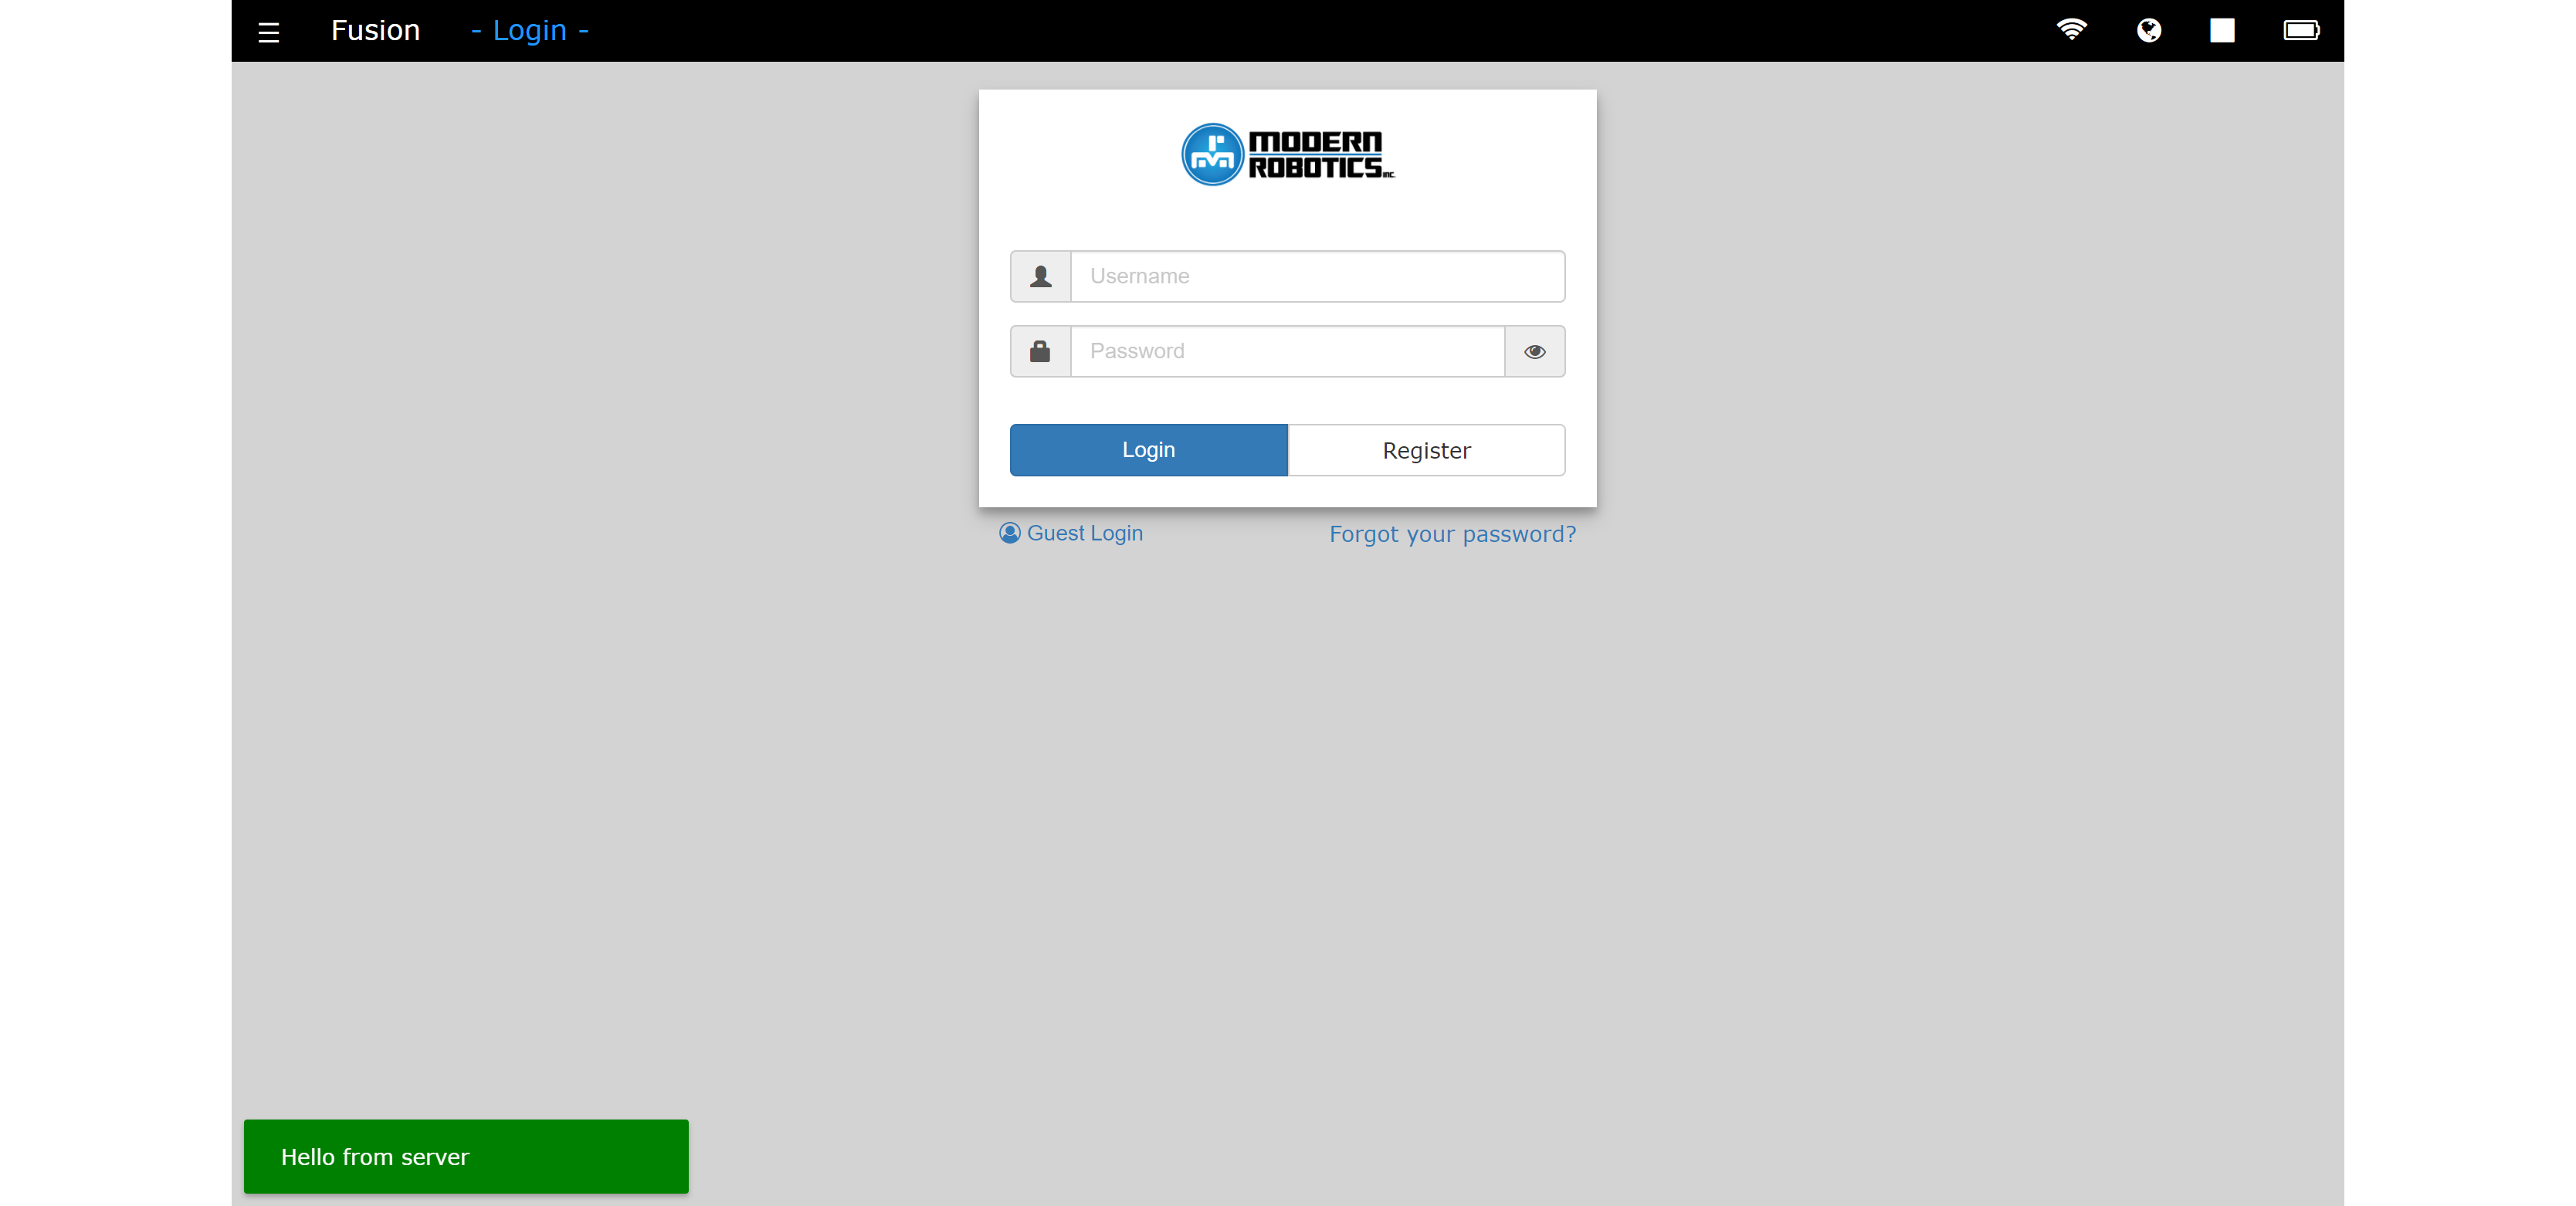 Fusion - Login -
MODERN
ROBOTICS INC.
Username
Password
Login Register
Guest Login Forgot your password?
Hello from server